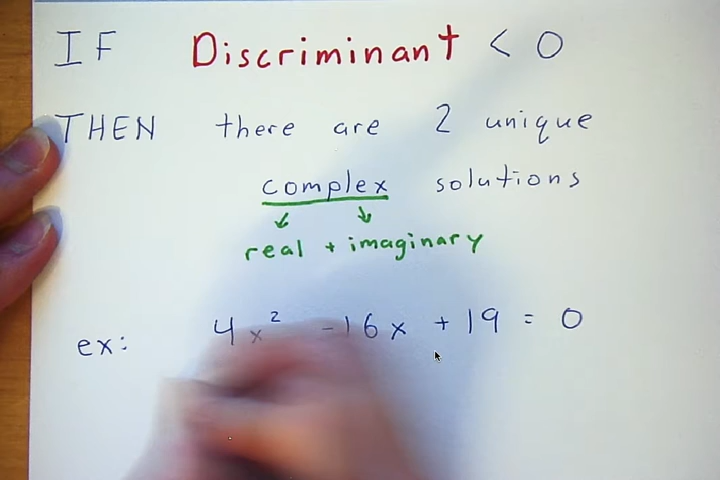 IF Discriminant < 0
THEN there are 2 unique
complex solutions
real + imaginary
ex: 4x² -16x + 19 = 0